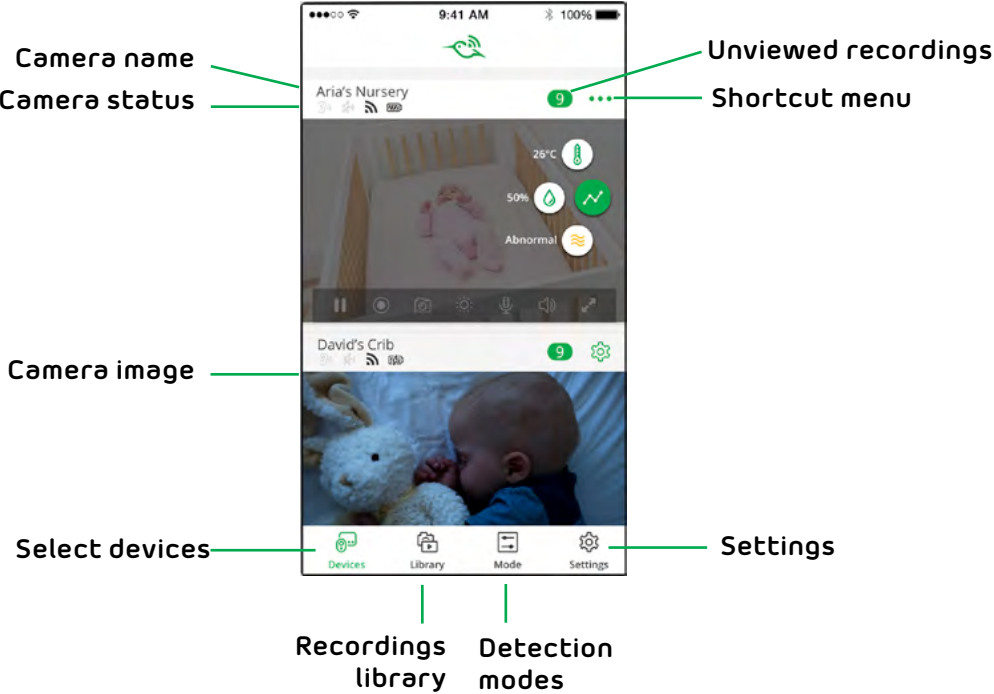 9:41 AM
100%
Camera name
Unviewed recordings
Aria's Nursery
9
Camera status
Shortcut menu
26°C
50%
Abnormal
David's Crib
9
Camera image
Select devices
Settings
Devices
Library
Mode
Settings
Recordings
library
Detection
modes